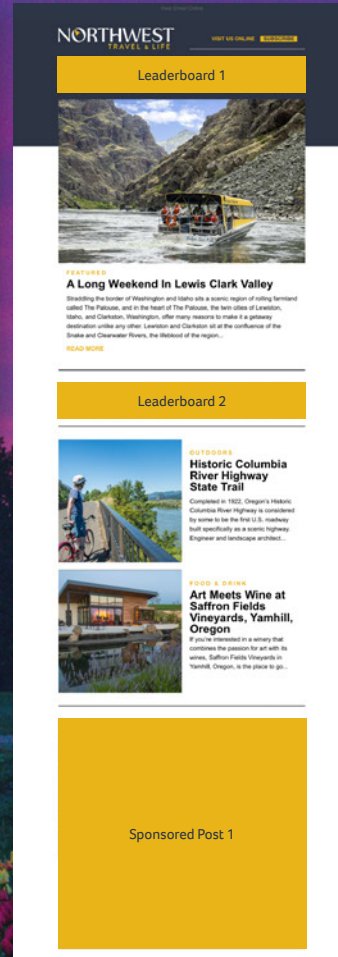 NORTHWEST
TRAVEL & LIFE
VISIT US ONLINE
SUBSCRIBE
Leaderboard 1
FEATURED
A Long Weekend In Lewis Clark Valley
Straddling the border of Washington and Idaho sits a scenic region of rolling farmland
called The Palouse, and in the heart of The Palouse, the twin cities of Lewiston,
Idaho, and Clarkston, Washington, offer many reasons to make it a getaway
destination unlike any other. Lewiston and Clarkston sit at the confluence of the
Snake and Clearwater Rivers, the lifeblood of the region...
READ MORE
Leaderboard 2
OUTDOORS
Historic Columbia
River Highway
State Trail
Completed in 1922, Oregon's Historic
Columbia River Highway is considered
by some to be the first U.S. roadway
built specifically as a scenic highway.
Engineer and landscape architect...
FOOD & DRINK
Art Meets Wine at
Saffron Fields
Vineyards, Yamhill,
Oregon
If you're interested in a winery that
combines the passion for art with its
wines, Saffron Fields Vineyards in
Yamhill, Oregon, is the place to go...
Sponsored Post 1